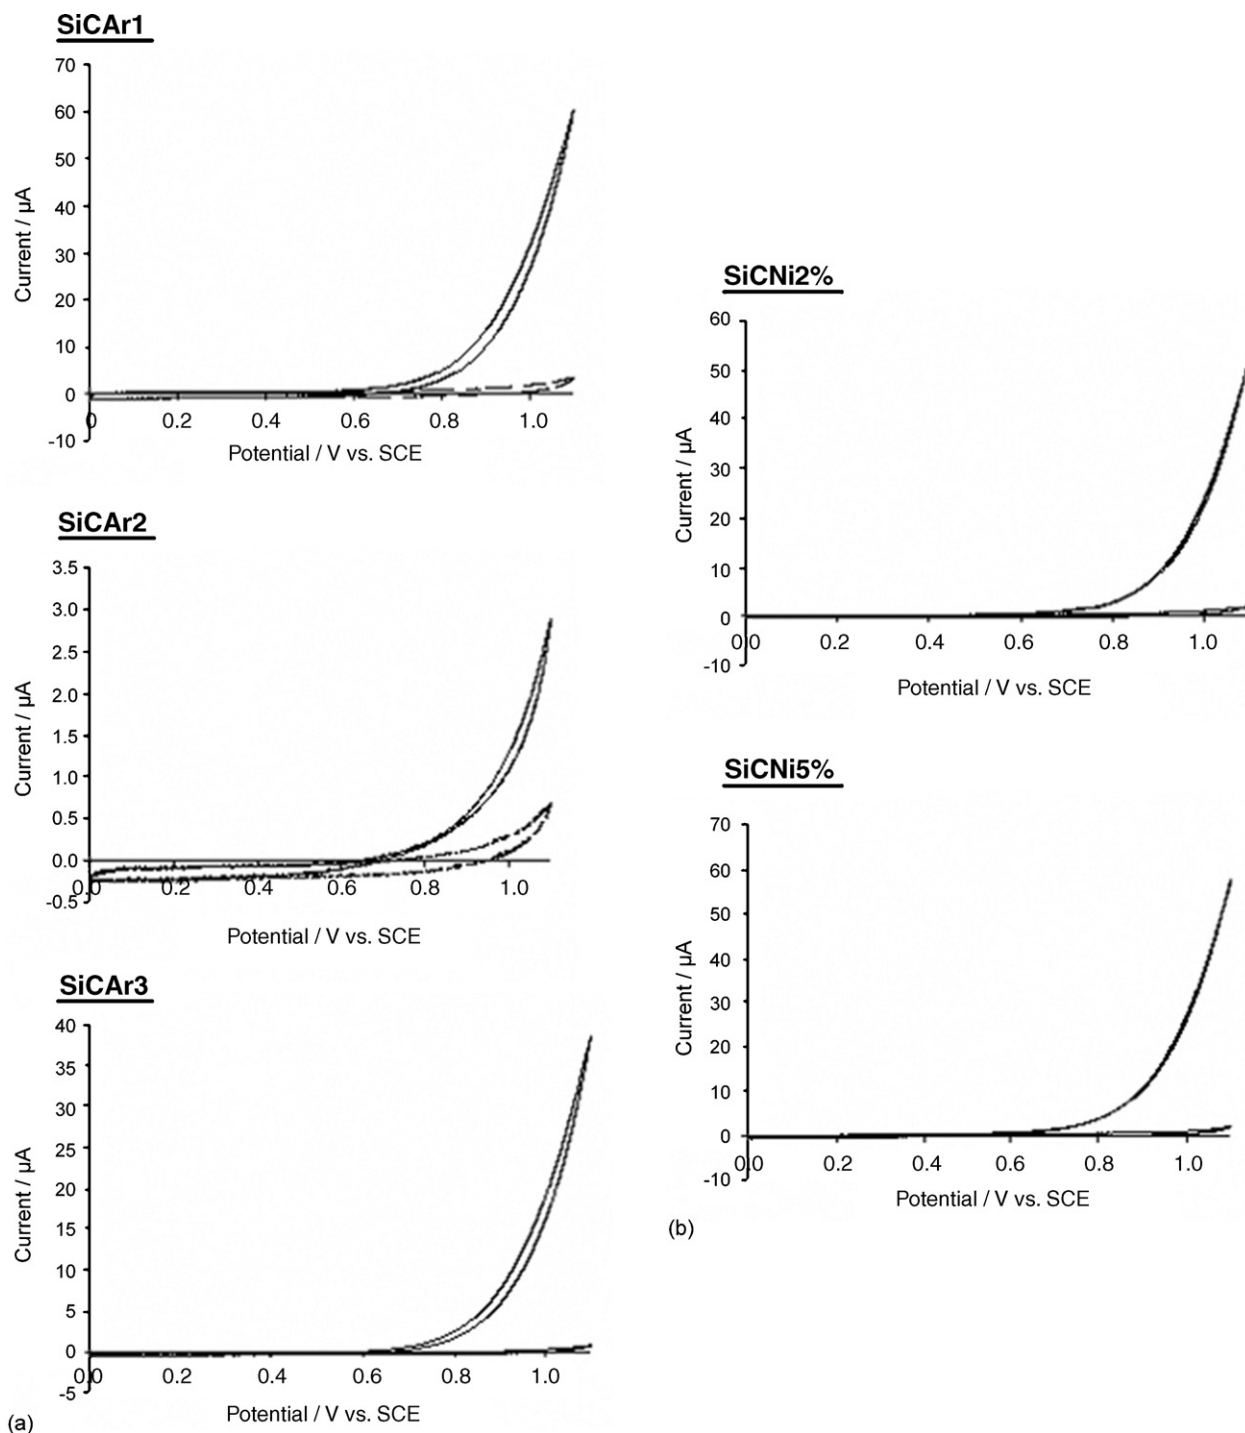 SiCAr1
70
60
50
40
30
20
10
0
-10
0 0.2 0.4 0.6 0.8 1.0
Current / µA
Potential / V vs. SCE
SiCAr2
3.5
3.0
2.5
2.0
1.5
1.0
0.5
0.0
-0.5
0.0 0.2 0.4 0.6 0.8 1.0
Current / µA
Potential / V vs. SCE
SiCAr3
40
35
30
25
20
15
10
5
0
-5
0.0 0.2 0.4 0.6 0.8 1.0
Current / µA
Potential / V vs. SCE
(a)
SiCNi2%
60
50
40
30
20
10
0
-10
0.0 0.2 0.4 0.6 0.8 1.0
Current / µA
Potential / V vs. SCE
SiCNi5%
70
60
50
40
30
20
10
0
-10
0.0 0.2 0.4 0.6 0.8 1.0
Current / µA
Potential / V vs. SCE
(b)